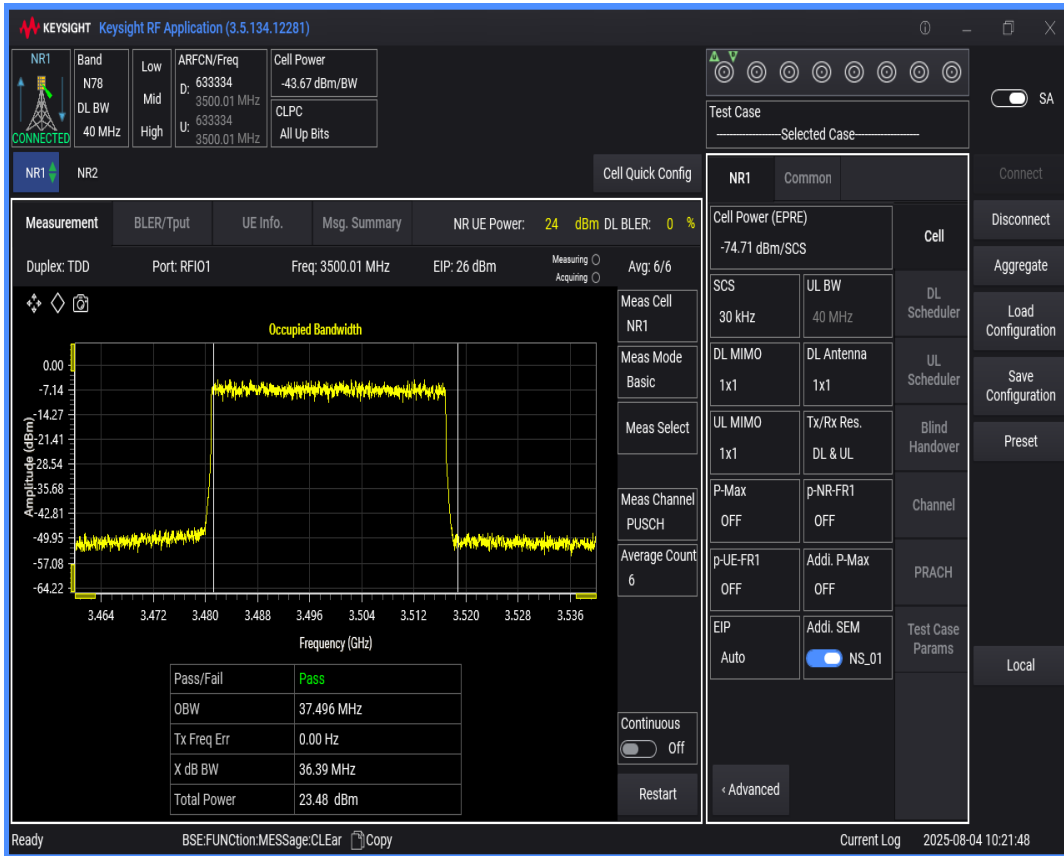 KEYSIGHT Keysight RF Application (3.5.134.12281)
NR1
CONNECTED
Band
N78
DL BW
40 MHz
Low
Mid
High
ARFCN/Freq
D: 633334
3500.01 MHz
U: 633334
3500.01 MHz
Cell Power
-43.67 dBm/BW
CLPC
All Up Bits
Test Case
----------------Selected Case----------------
SA
NR1 NR2 Cell Quick Config
Measurement BLER/Tput UE Info. Msg. Summary NR UE Power: 24 dBm DL BLER: 0 %
Duplex: TDD Port: RFIO1 Freq: 3500.01 MHz EIP: 26 dBm Measuring Avg: 6/6
Acquiring
Occupied Bandwidth
Amplitude (dBm)
0.00
-7.14
-14.27
-21.41
-28.54
-35.68
-42.81
-49.95
-57.08
-64.22
3.464 3.472 3.480 3.488 3.496 3.504 3.512 3.520 3.528 3.536
Frequency (GHz)
Pass/Fail Pass
OBW 37.496 MHz
Tx Freq Err 0.00 Hz
X dB BW 36.39 MHz
Total Power 23.48 dBm
Meas Cell
NR1
Meas Mode
Basic
Meas Select
Meas Channel
PUSCH
Average Count
6
Continuous
Off
Restart
NR1 Common
Cell Power (EPRE)
-74.71 dBm/SCS
SCS
30 kHz
UL BW
40 MHz
DL MIMO
1x1
DL Antenna
1x1
UL MIMO
1x1
Tx/Rx Res.
DL & UL
P-Max
OFF
p-NR-FR1
OFF
p-UE-FR1
OFF
Addi. P-Max
OFF
EIP
Auto
Addi. SEM
NS_01
‹ Advanced
Cell
DL
Scheduler
UL
Scheduler
Blind
Handover
Channel
PRACH
Test Case
Params
Connect
Disconnect
Aggregate
Load
Configuration
Save
Configuration
Preset
Local
Ready BSE:FUNCtion:MESSage:CLEar Copy Current Log 2025-08-04 10:21:48